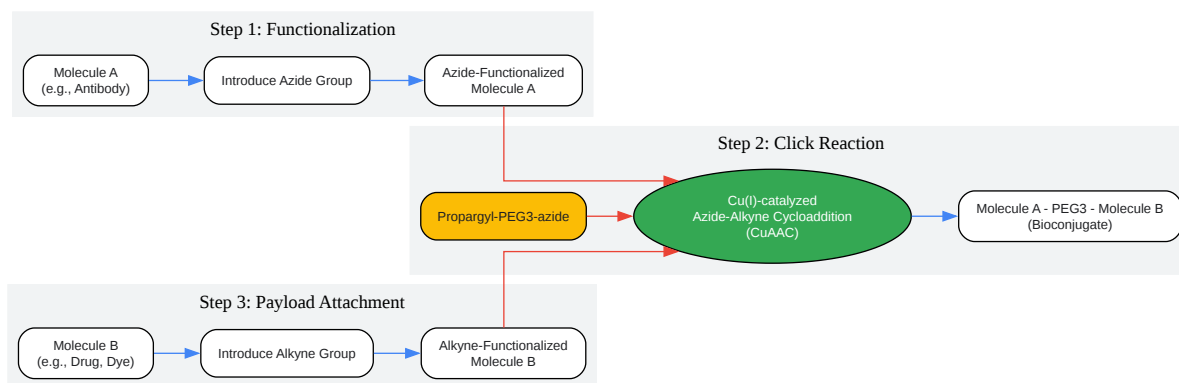 Step 1: Functionalization
Molecule A
(e.g., Antibody)
Introduce Azide Group
Azide-Functionalized
Molecule A
Step 2: Click Reaction
Propargyl-PEG3-azide
Cu(I)-catalyzed
Azide-Alkyne Cycloaddition
(CuAAC)
Molecule A - PEG3 - Molecule B
(Bioconjugate)
Step 3: Payload Attachment
Molecule B
(e.g., Drug, Dye)
Introduce Alkyne Group
Alkyne-Functionalized
Molecule B